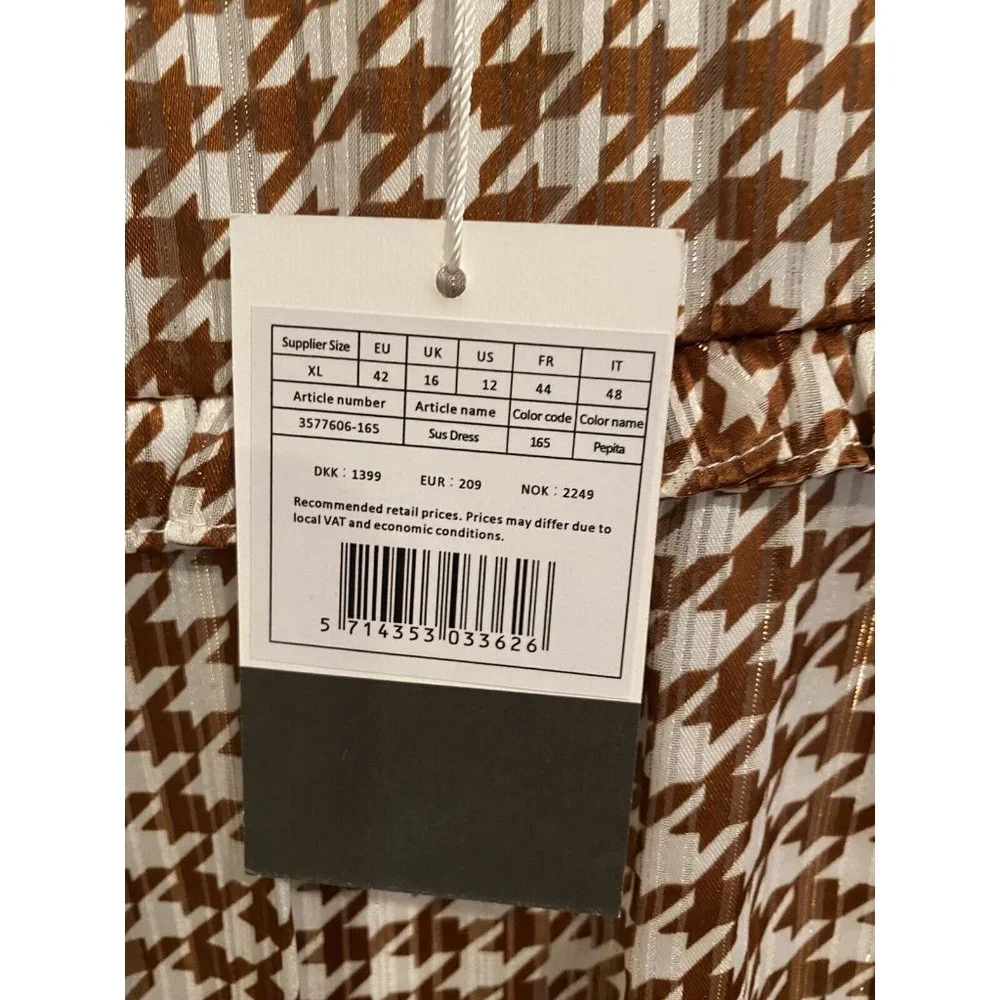 Supplier Size EU UK US FR IT
XL 42 16 12 44 48
Article number Article name Color code Color name
3577606-165 Sus Dress 165 Pepita
DKK : 1399 EUR : 209 NOK : 2249
Recommended retail prices. Prices may differ due to
local VAT and economic conditions.
5 714353 033626